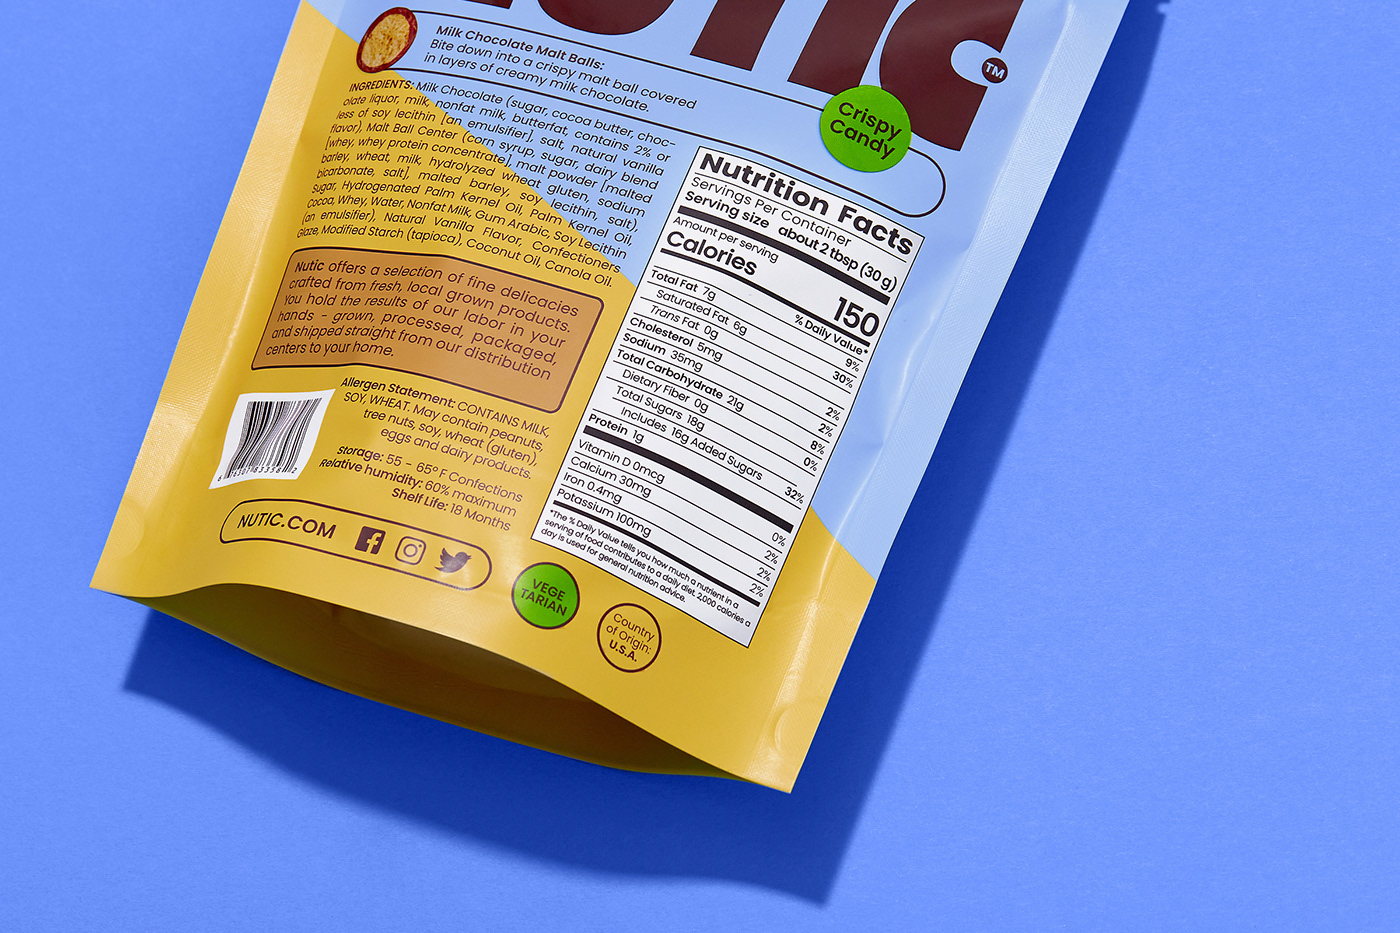 nutic
TM
Milk Chocolate Malt Balls:
Bite down into a crispy malt ball covered
in layers of creamy milk chocolate.
Crispy
Candy
INGREDIENTS: Milk Chocolate (sugar, cocoa butter, choc-
olate liquor, milk, nonfat milk, butterfat, contains 2% or
less of soy lecithin [an emulsifier], salt, natural vanilla
flavor), Malt Ball Center (corn syrup, sugar, dairy blend
[whey, whey protein concentrate], malt powder [malted
barley, wheat, milk, hydrolyzed wheat gluten, sodium
bicarbonate, salt], malted barley, soy lecithin, salt),
Sugar, Hydrogenated Palm Kernel Oil, Palm Kernel Oil,
Cocoa, Whey, Water, Nonfat Milk, Gum Arabic, Soy Lecithin
(an emulsifier), Natural Vanilla Flavor, Confectioners
Glaze, Modified Starch (tapioca), Coconut Oil, Canola Oil.
Nutic offers a selection of fine delicacies
crafted from fresh, local grown products.
You hold the results of our labor in your
hands - grown, processed, packaged,
and shipped straight from our distribution
centers to your home.
Allergen Statement: CONTAINS MILK,
SOY, WHEAT. May contain peanuts,
tree nuts, soy, wheat (gluten),
eggs and dairy products.
Storage: 55 - 65° F Confections
Relative humidity: 60% maximum
Shelf Life: 18 Months
NUTIC.COM
VEGE
TARIAN
Country
of Origin:
U.S.A.
Nutrition Facts
Servings Per Container
Serving size about 2 tbsp (30 g)
Amount per serving
Calories 150
% Daily Value*
Total Fat 7g 9%
Saturated Fat 6g 30%
Trans Fat 0g
Cholesterol 5mg 2%
Sodium 35mg 2%
Total Carbohydrate 21g 8%
Dietary Fiber 0g 0%
Total Sugars 18g
Includes 16g Added Sugars 32%
Protein 1g
Vitamin D 0mcg 0%
Calcium 30mg 2%
Iron 0.4mg 2%
Potassium 100mg 2%
*The % Daily Value tells you how much a nutrient in a
serving of food contributes to a daily diet. 2,000 calories a
day is used for general nutrition advice.